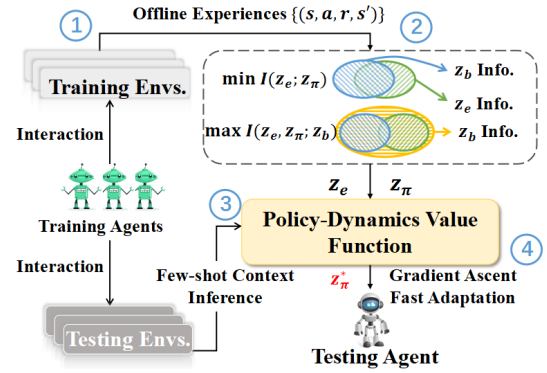 ① Offline Experiences {(s, a, r, s′)} ②
Training Envs.
min I(z_e; z_π)
z_b Info.
z_e Info.
max I(z_e, z_π; z_b)
z_b Info.
Interaction
Training Agents
Interaction
z_e z_π
③ Policy-Dynamics Value
Function
④
Few-shot Context
Inference
z*_π
Gradient Ascent
Fast Adaptation
Testing Envs.
Testing Agent